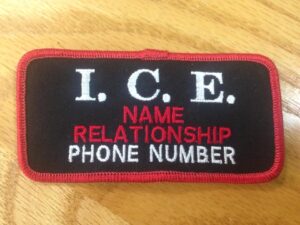 I. C. E.
NAME
RELATIONSHIP
PHONE NUMBER